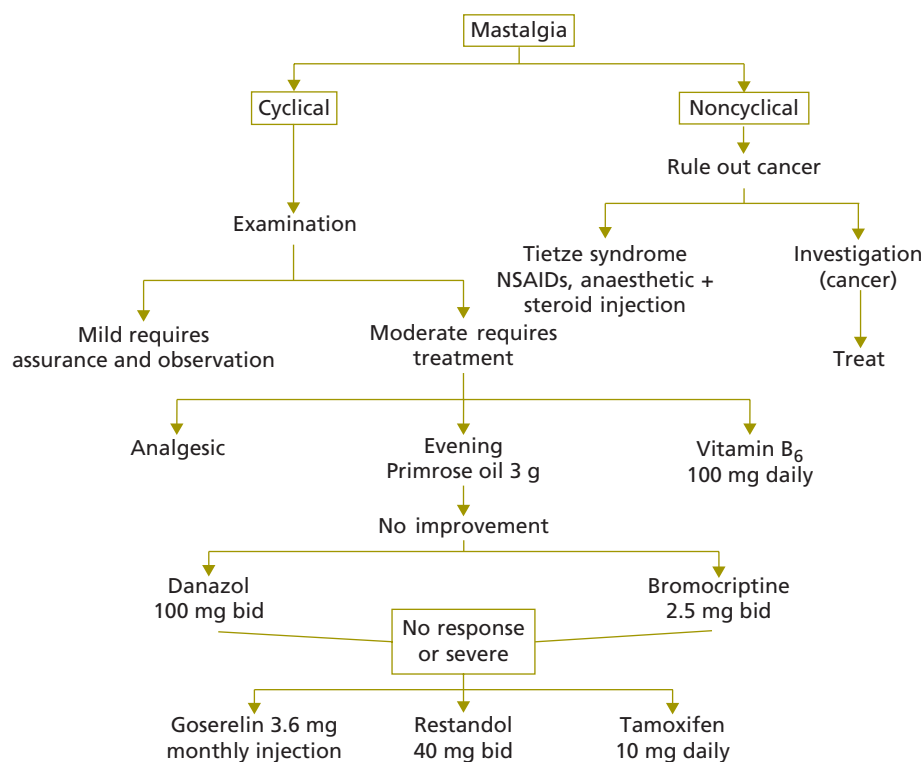 Mastalgia
Cyclical
Noncyclical
Rule out cancer
Examination
Tietze syndrome
NSAIDs, anaesthetic +
steroid injection
Investigation
(cancer)
Mild requires
assurance and observation
Moderate requires
treatment
Treat
Analgesic
Evening
Primrose oil 3 g
Vitamin B₆
100 mg daily
No improvement
Danazol
100 mg bid
Bromocriptine
2.5 mg bid
No response
or severe
Goserelin 3.6 mg
monthly injection
Restandol
40 mg bid
Tamoxifen
10 mg daily